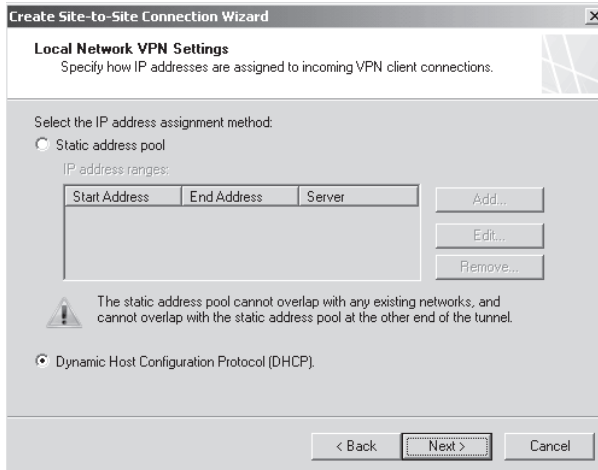 Create Site-to-Site Connection Wizard
Local Network VPN Settings
Specify how IP addresses are assigned to incoming VPN client connections.
Select the IP address assignment method:
Static address pool
IP address ranges:
Start Address End Address Server
Add...
Edit...
Remove...
The static address pool cannot overlap with any existing networks, and
cannot overlap with the static address pool at the other end of the tunnel.
Dynamic Host Configuration Protocol (DHCP).
< Back Next > Cancel